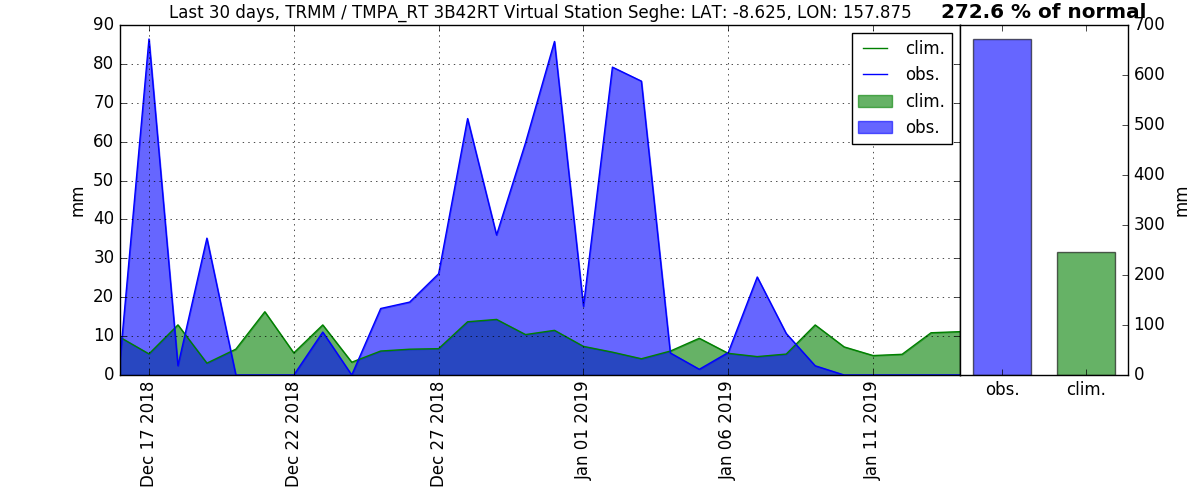 Last 30 days, TRMM / TMPA_RT 3B42RT Virtual Station Seghe: LAT: -8.625, LON: 157.875
272.6 % of normal
mm
90
80
70
60
50
40
30
20
10
0
Dec 17 2018
Dec 22 2018
Dec 27 2018
Jan 01 2019
Jan 06 2019
Jan 11 2019
clim.
obs.
clim.
obs.
700
600
500
400
300
200
100
0
mm
obs.
clim.